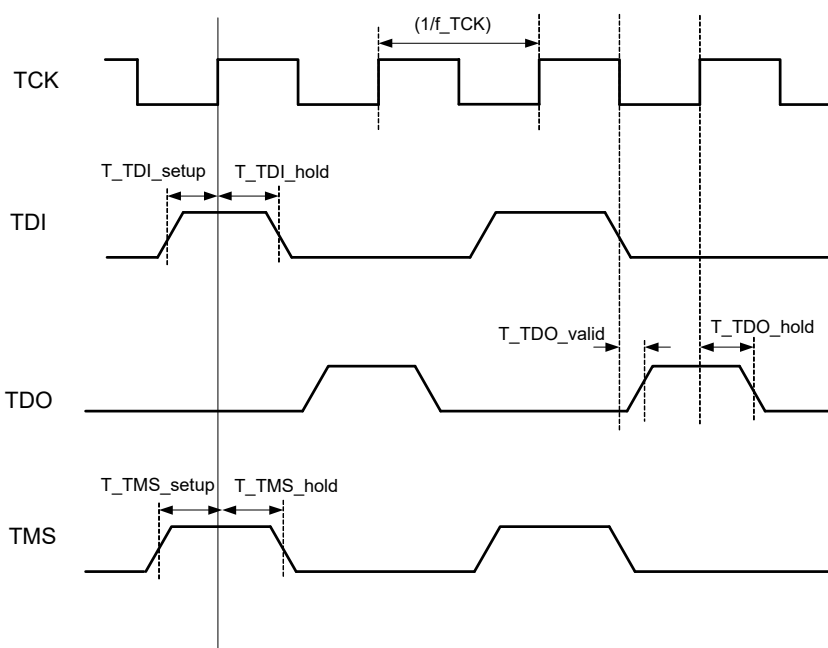 (1/f_TCK)
TCK
T_TDI_setup T_TDI_hold
TDI
T_TDO_valid T_TDO_hold
TDO
T_TMS_setup T_TMS_hold
TMS